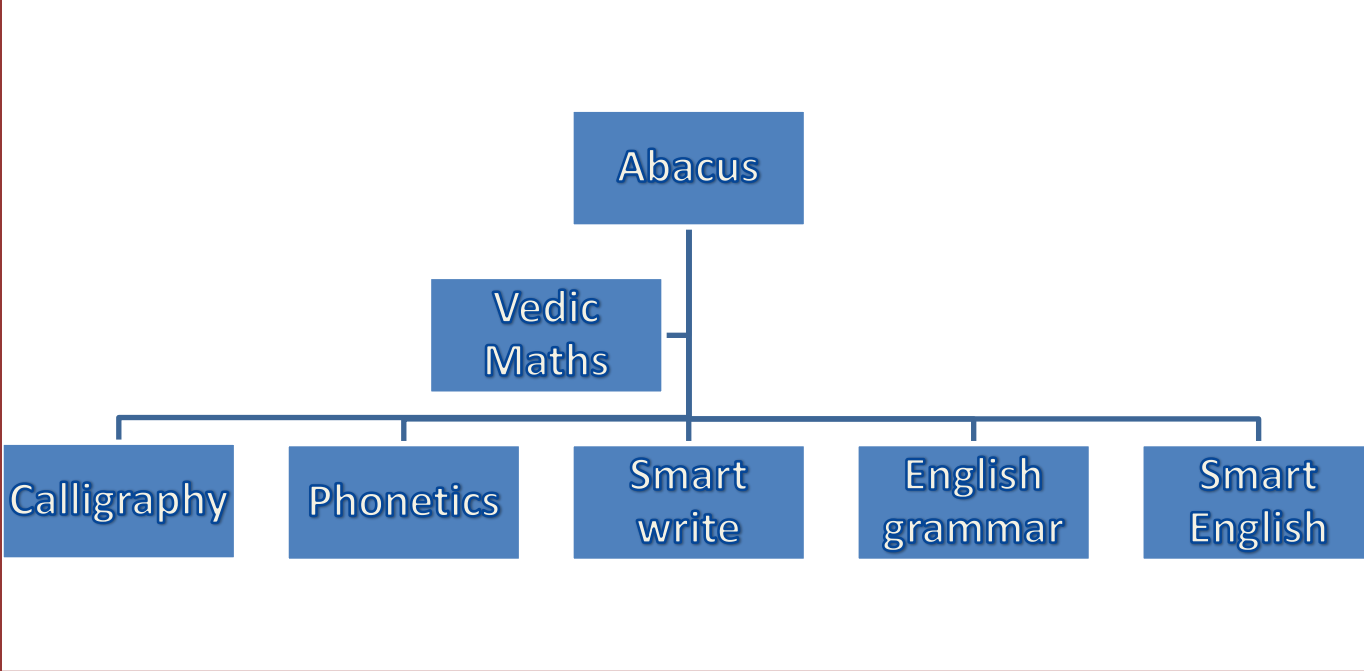 Abacus
Vedic
Maths
Calligraphy
Phonetics
Smart
write
English
grammar
Smart
English